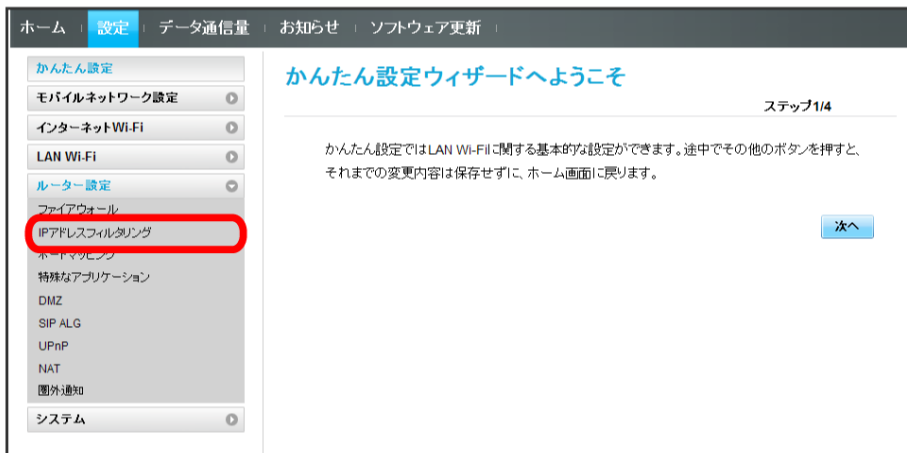 ホーム 設定 データ通信量 お知らせ ソフトウェア更新
かんたん設定
モバイルネットワーク設定
インターネットWi-Fi
LAN Wi-Fi
ルーター設定
ファイアウォール
IPアドレスフィルタリング
ポートマッピング
特殊なアプリケーション
DMZ
SIP ALG
UPnP
NAT
圏外通知
システム
かんたん設定ウィザードへようこそ
ステップ1/4
かんたん設定ではLAN Wi-Fiに関する基本的な設定ができます。途中でその他のボタンを押すと、
それまでの変更内容は保存せずに、ホーム画面に戻ります。
次へ